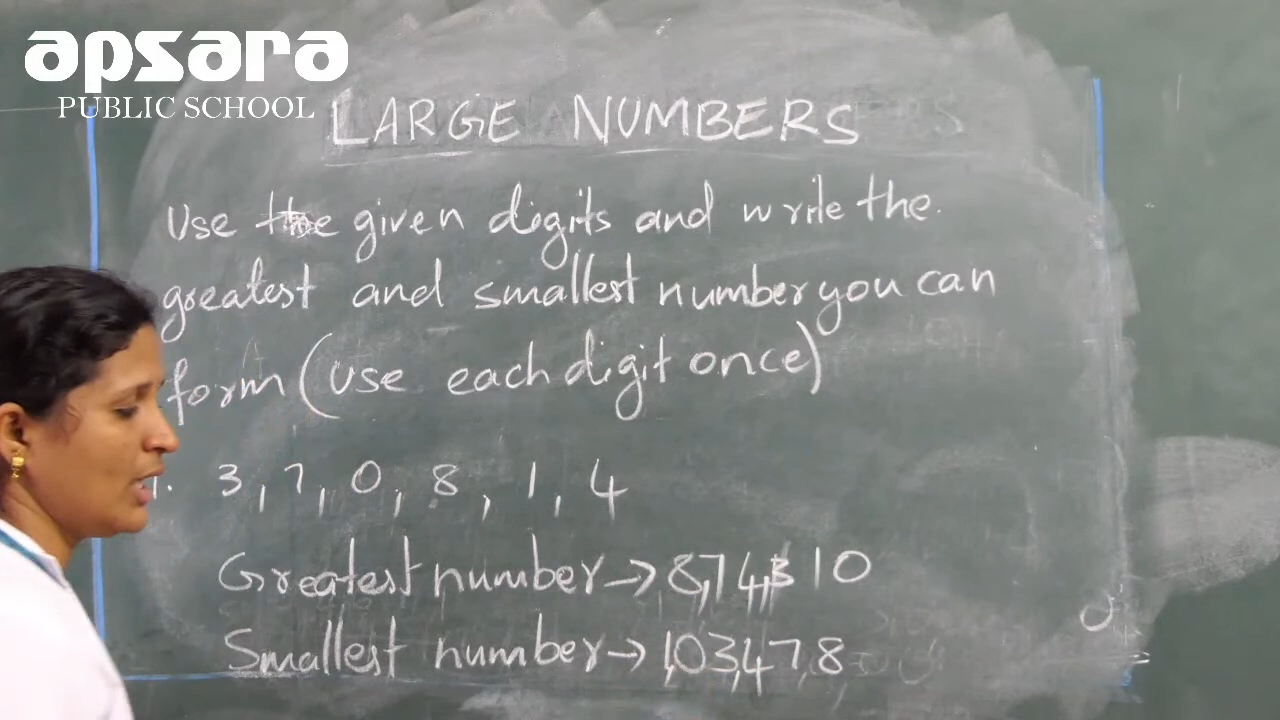 apsara
PUBLIC SCHOOL
LARGE NUMBERS
Use the given digits and write the.
greatest and smallest number you can
form (use each digit once)
1. 3, 7, 0, 8, 1, 4
Greatest number → 8,74,310
Smallest number → 1,03,47,8